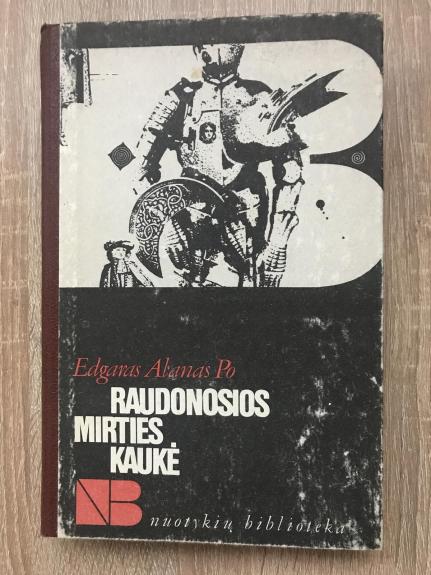 Edgaras Alanas Po
RAUDONOSIOS
MIRTIES
KAUKĖ
NB
nuotykių biblioteka